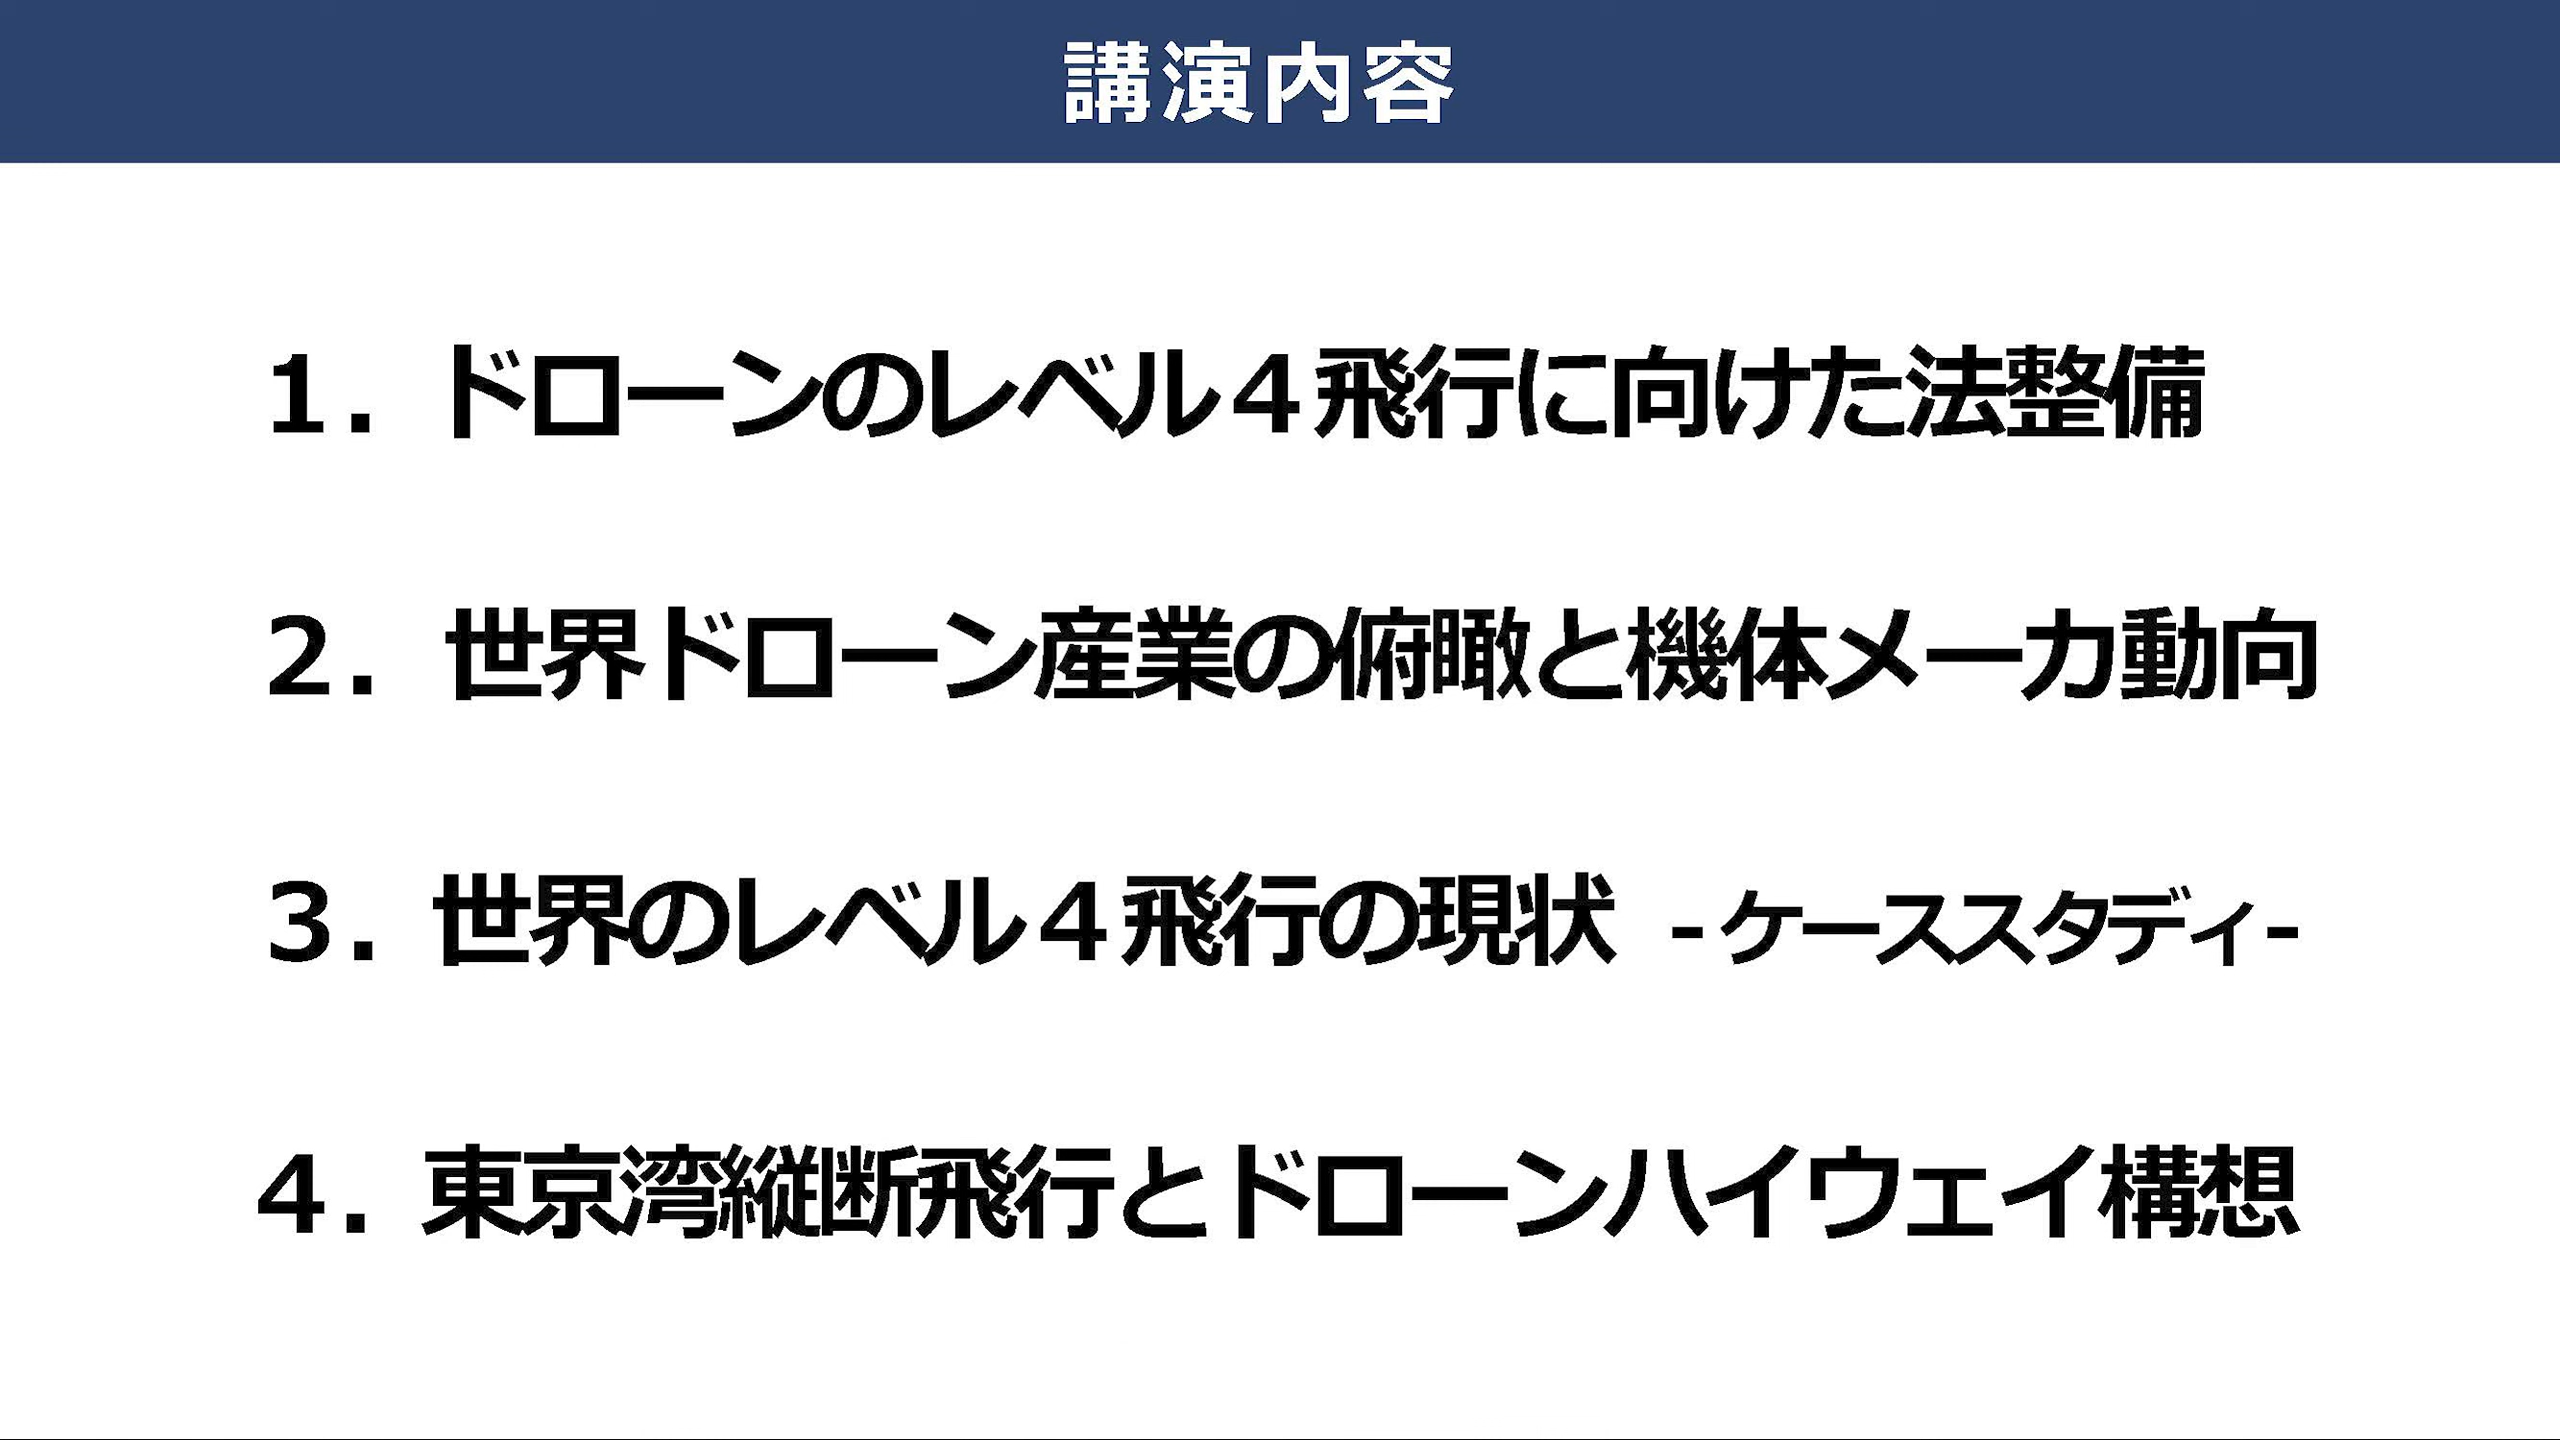 講演内容
１. ドローンのレベル４飛行に向けた法整備
２. 世界ドローン産業の俯瞰と機体メーカ動向
３. 世界のレベル４飛行の現状 -ケーススタディ-
４. 東京湾縦断飛行とドローンハイウェイ構想